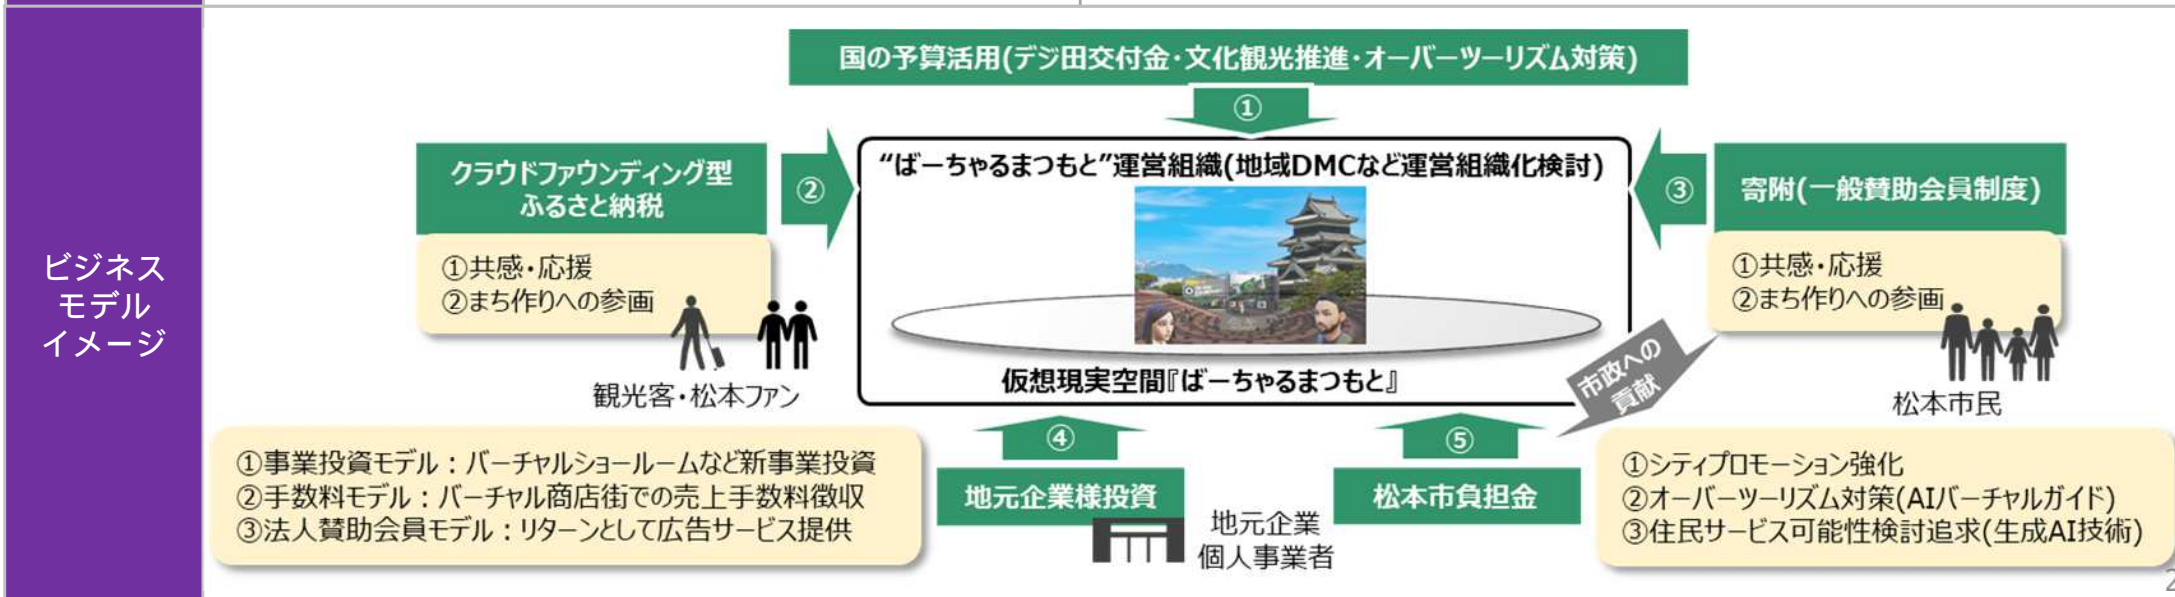 ビジネス
モデル
イメージ
国の予算活用(デジ田交付金・文化観光推進・オーバーツーリズム対策)
①
クラウドファウンディング型
ふるさと納税
②
①共感・応援
②まち作りへの参画
観光客・松本ファン
“ばーちゃるまつもと”運営組織(地域DMCなど運営組織化検討)
仮想現実空間『ばーちゃるまつもと』
③
寄附(一般賛助会員制度)
①共感・応援
②まち作りへの参画
松本市民
市政への
貢献
①事業投資モデル：バーチャルショールームなど新事業投資
②手数料モデル：バーチャル商店街での売上手数料徴収
③法人賛助会員モデル：リターンとして広告サービス提供
④
地元企業様投資
地元企業
個人事業者
⑤
松本市負担金
①シティプロモーション強化
②オーバーツーリズム対策(AIバーチャルガイド)
③住民サービス可能性検討追求(生成AI技術)